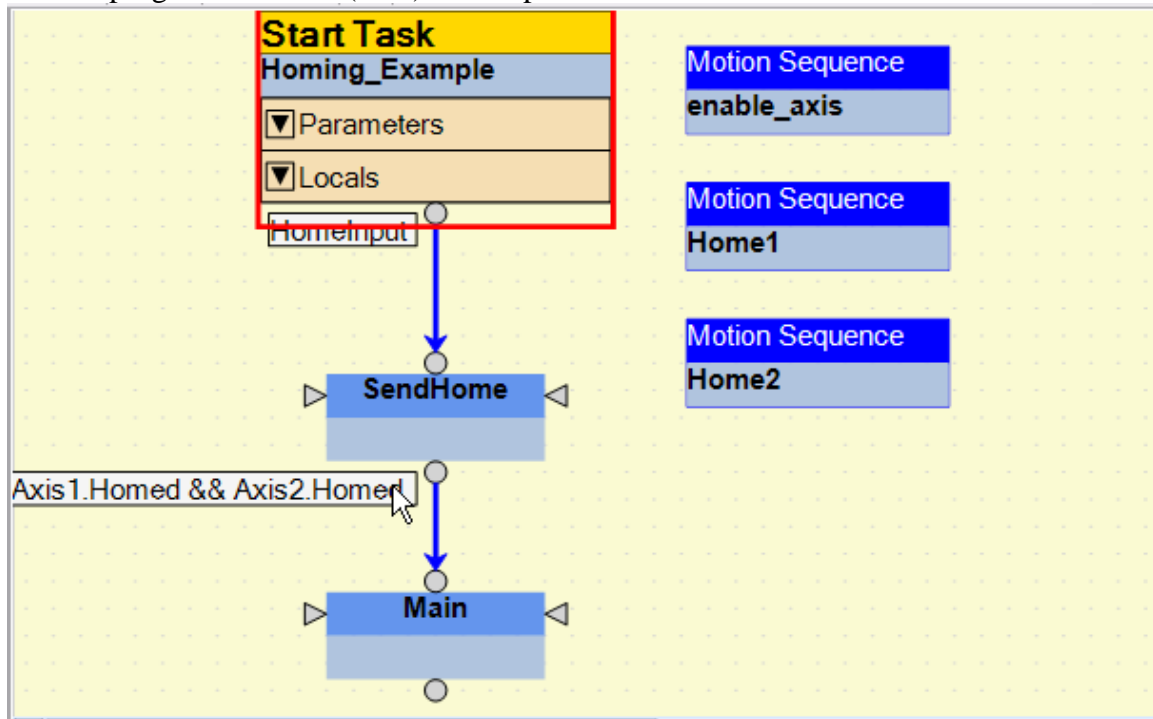 Start Task
Homing_Example
Parameters
Locals
HomeInput
SendHome
Axis1.Homed && Axis2.Homed
Main
Motion Sequence
enable_axis
Motion Sequence
Home1
Motion Sequence
Home2